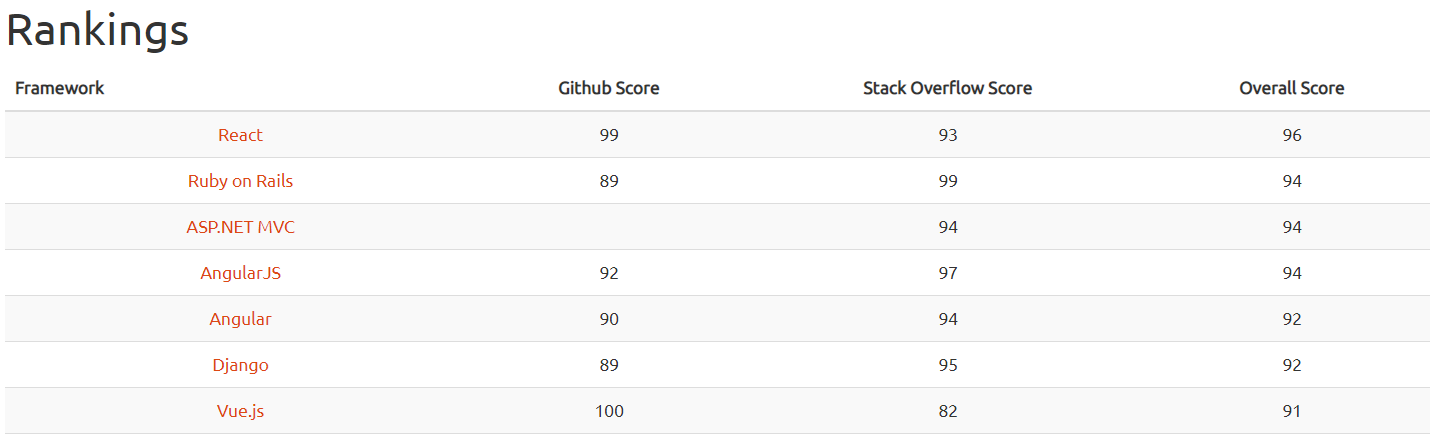 Rankings
Framework Github Score Stack Overflow Score Overall Score
React 99 93 96
Ruby on Rails 89 99 94
ASP.NET MVC 94 94
AngularJS 92 97 94
Angular 90 94 92
Django 89 95 92
Vue.js 100 82 91